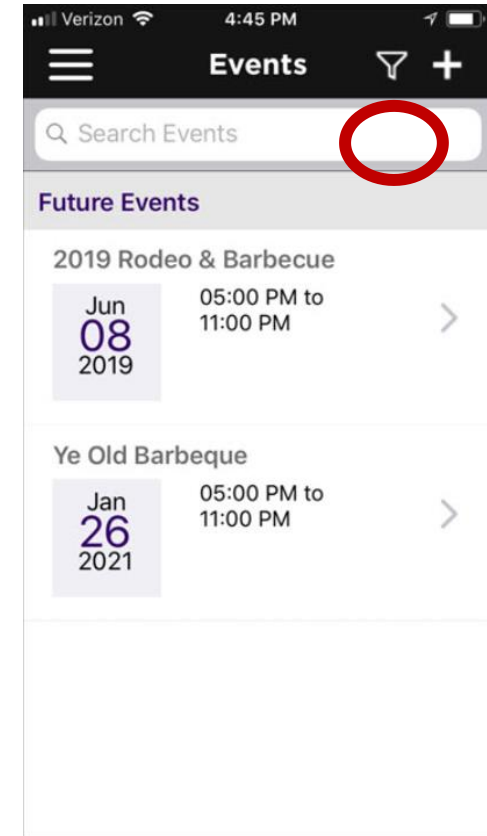 Verizon 4:45 PM
Events
Search Events
Future Events
2019 Rodeo & Barbecue
Jun
08
2019
05:00 PM to
11:00 PM
Ye Old Barbeque
Jan
26
2021
05:00 PM to
11:00 PM